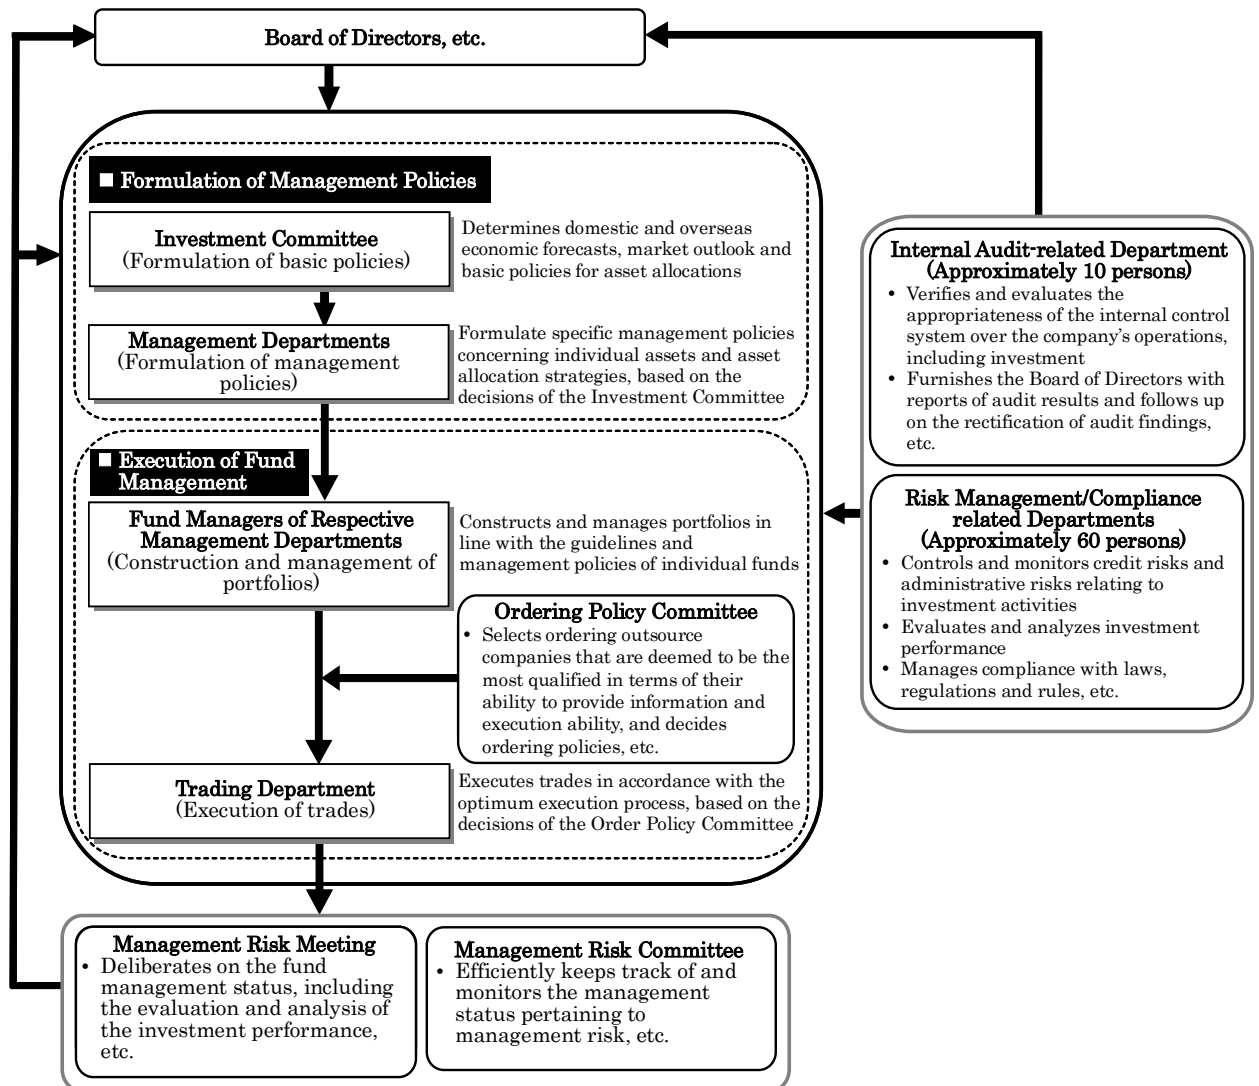 Board of Directors, etc.
■ Formulation of Management Policies
Investment Committee
(Formulation of basic policies)
Determines domestic and overseas
economic forecasts, market outlook and
basic policies for asset allocations
Management Departments
(Formulation of management
policies)
Formulate specific management policies
concerning individual assets and asset
allocation strategies, based on the
decisions of the Investment Committee
■ Execution of Fund
Management
Fund Managers of Respective
Management Departments
(Construction and management of
portfolios)
Constructs and manages portfolios in
line with the guidelines and
management policies of individual funds
Ordering Policy Committee
• Selects ordering outsource
companies that are deemed to be the
most qualified in terms of their
ability to provide information and
execution ability, and decides
ordering policies, etc.
Trading Department
(Execution of trades)
Executes trades in accordance with the
optimum execution process, based on the
decisions of the Order Policy Committee
Internal Audit-related Department
(Approximately 10 persons)
• Verifies and evaluates the
appropriateness of the internal control
system over the company's operations,
including investment
• Furnishes the Board of Directors with
reports of audit results and follows up
on the rectification of audit findings,
etc.
Risk Management/Compliance
related Departments
(Approximately 60 persons)
• Controls and monitors credit risks and
administrative risks relating to
investment activities
• Evaluates and analyzes investment
performance
• Manages compliance with laws,
regulations and rules, etc.
Management Risk Meeting
• Deliberates on the fund
management status, including
the evaluation and analysis of
the investment performance,
etc.
Management Risk Committee
• Efficiently keeps track of and
monitors the management
status pertaining to
management risk, etc.